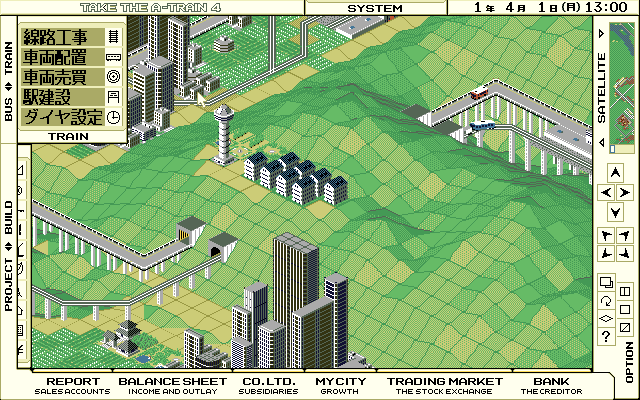 TAKE THE A-TRAIN 4
SYSTEM
1年 4月 1日(月) 13:00
線路工事
車両配置
車両売買
駅建設
ダイヤ設定
TRAIN
BUS ◆ TRAIN
PROJECT ◆ BUILD
SATELLITE
OPTION
?
REPORT
SALES ACCOUNTS
BALANCE SHEET
INCOME AND OUTLAY
CO.LTD.
SUBSIDIARIES
MYCITY
GROWTH
TRADING MARKET
THE STOCK EXCHANGE
BANK
THE CREDITOR